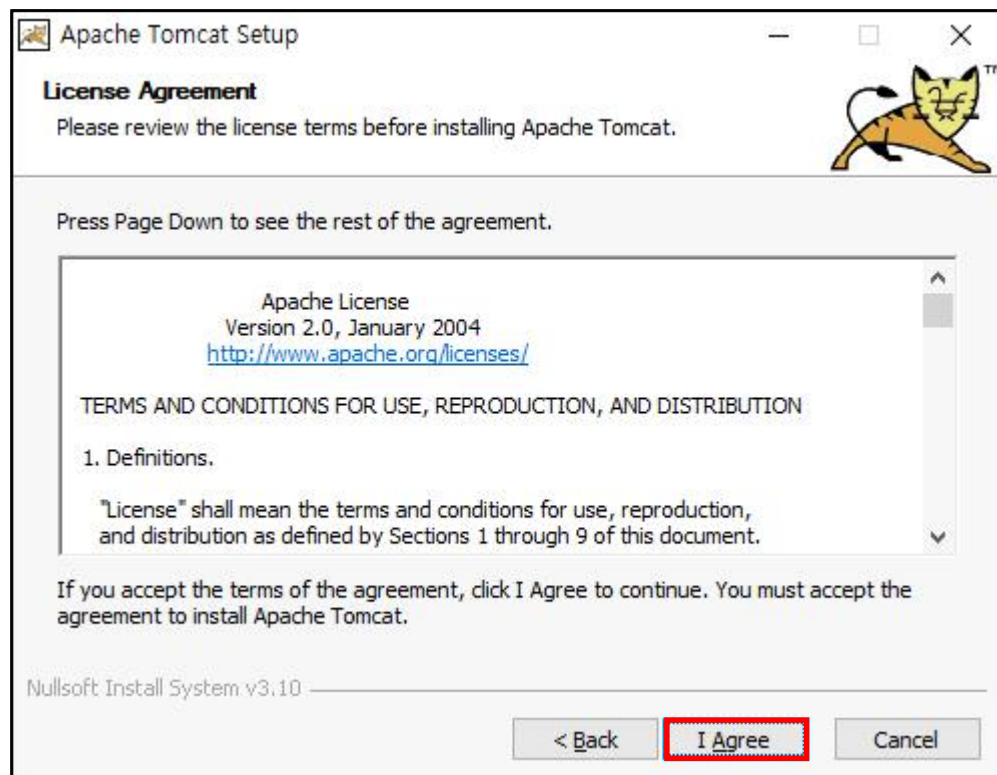 Apache Tomcat Setup
License Agreement
Please review the license terms before installing Apache Tomcat.
TM
Press Page Down to see the rest of the agreement.
Apache License
Version 2.0, January 2004
http://www.apache.org/licenses/
TERMS AND CONDITIONS FOR USE, REPRODUCTION, AND DISTRIBUTION
1. Definitions.
"License" shall mean the terms and conditions for use, reproduction,
and distribution as defined by Sections 1 through 9 of this document.
If you accept the terms of the agreement, click I Agree to continue. You must accept the
agreement to install Apache Tomcat.
Nullsoft Install System v3.10
< Back I Agree Cancel